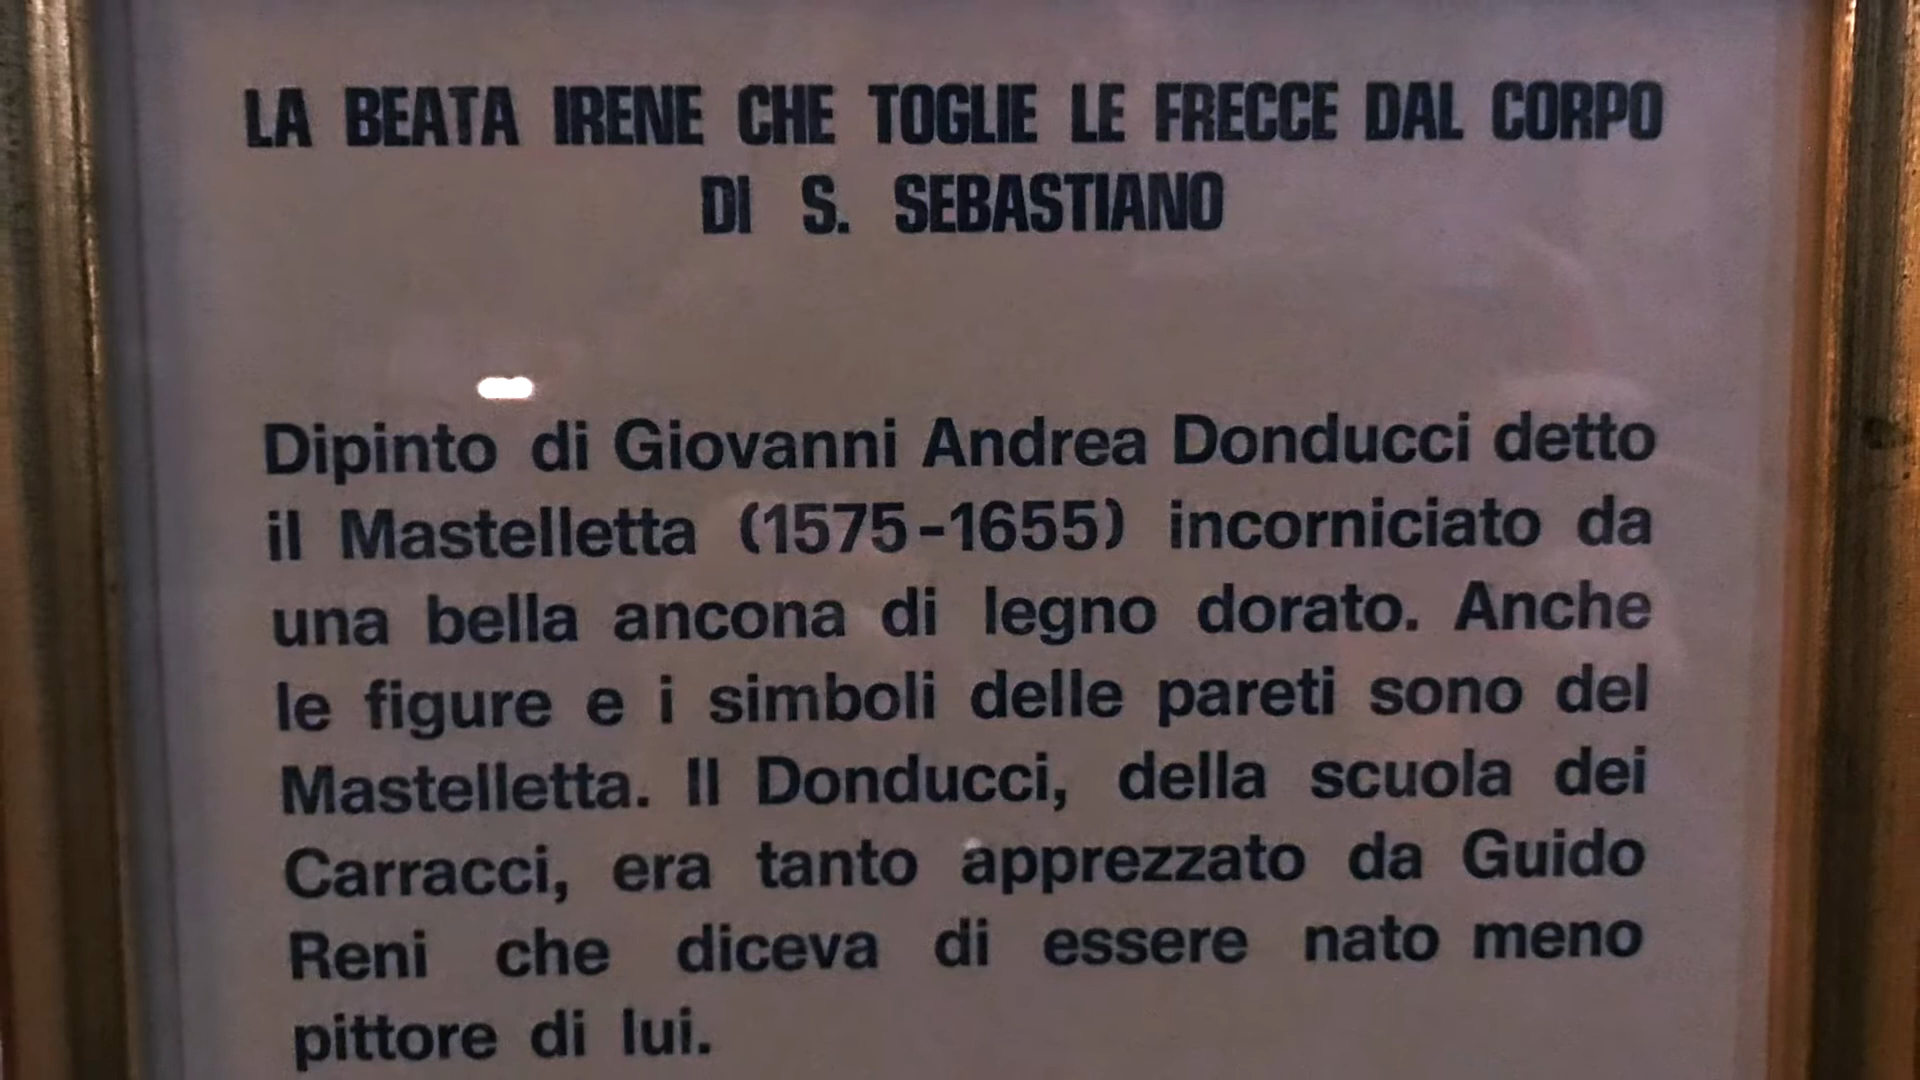 LA BEATA IRENE CHE TOGLIE LE FRECCE DAL CORPO
DI S. SEBASTIANO
Dipinto di Giovanni Andrea Donducci detto
il Mastelletta (1575-1655) incorniciato da
una bella ancona di legno dorato. Anche
le figure e i simboli delle pareti sono del
Mastelletta. Il Donducci, della scuola dei
Carracci, era tanto apprezzato da Guido
Reni che diceva di essere nato meno
pittore di lui.